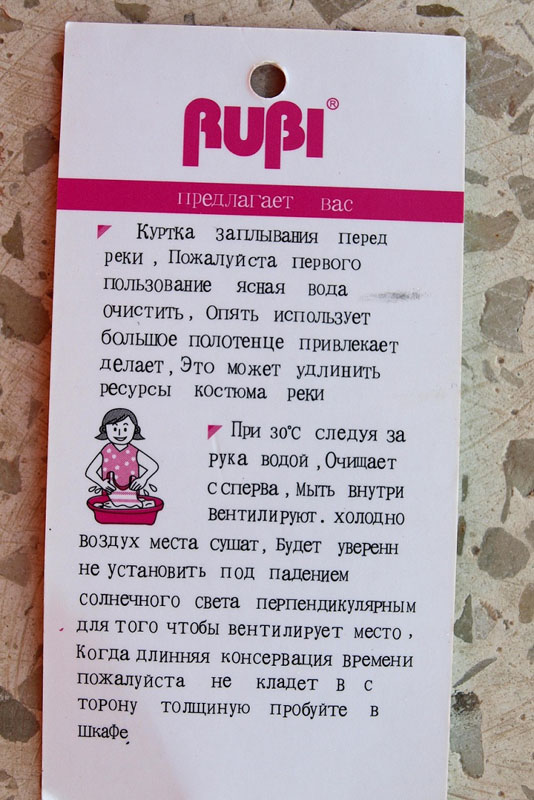 RUBI®
предлагает вас
Куртка заплывания перед
реки , Пожалуйста первого
пользование ясная вода
очистить, Опять использует
большое полотенце привлекает
делает, Это может удлинить
ресурсы костюма реки
При 30°C следуя за
рука водой ,Очищает
ссперва, Мыть внутри
вентилируют. холодно
воздух места сушат, Будет уверенн
не установить под падением
солнечного света перпендикулярным
для того чтобы вентилирует место,
Когда длинняя консервация времени
пожалуйста не кладет в с
торону толщиную пробуйте в
шкафе